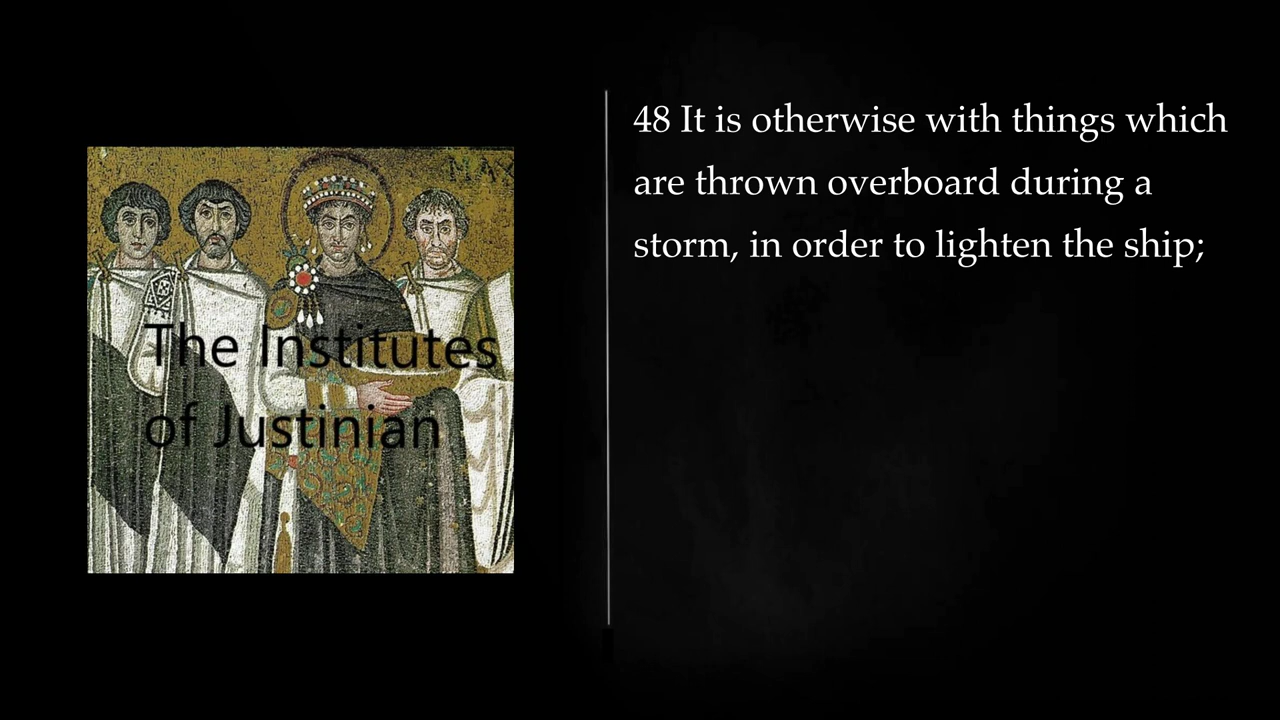 The Institutes
of Justinian
48 It is otherwise with things which
are thrown overboard during a
storm, in order to lighten the ship;